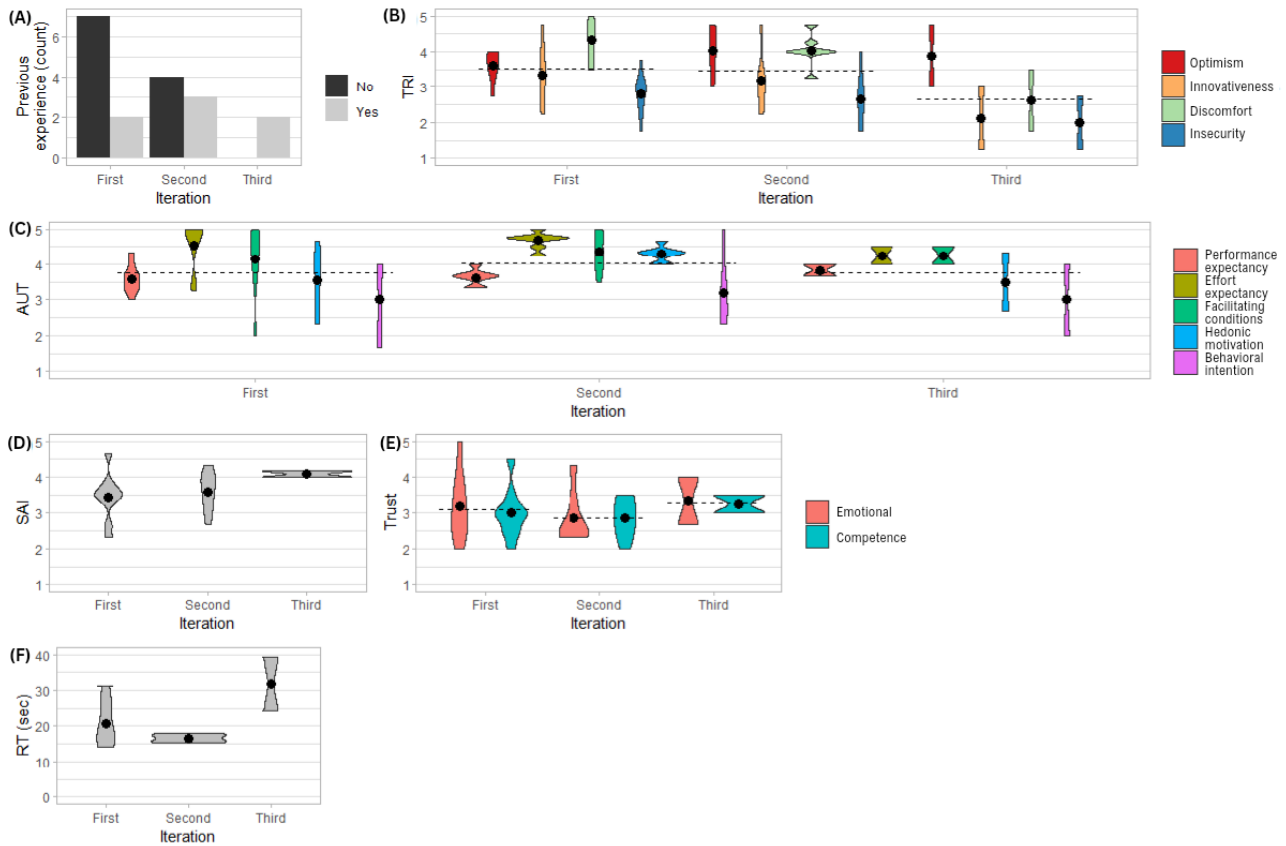 (A)
Previous
experience (count)
6
4
2
0
First
Second
Third
Iteration
No
Yes
(B)
TRI
5
4
3
2
1
First
Second
Third
Iteration
Optimism
Innovativeness
Discomfort
Insecurity
(C)
AUT
5
4
3
2
1
First
Second
Third
Iteration
Performance
expectancy
Effort
expectancy
Facilitating
conditions
Hedonic
motivation
Behavioral
intention
(D)
SAI
5
4
3
2
1
First
Second
Third
Iteration
(E)
Trust
5
4
3
2
1
First
Second
Third
Iteration
Emotional
Competence
(F)
RT (sec)
40
30
20
10
0
First
Second
Third
Iteration